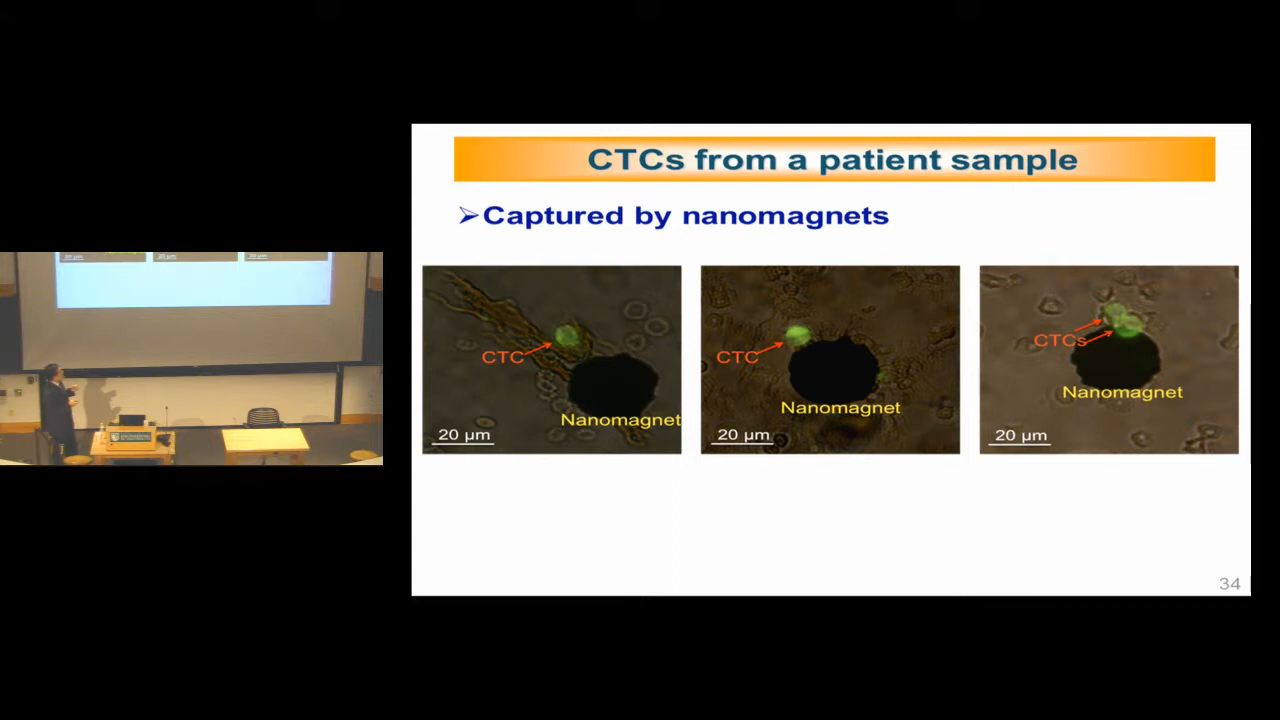 CTCs from a patient sample
➢Captured by nanomagnets
CTC
Nanomagnet
20 µm
CTC
Nanomagnet
20 µm
CTCs
Nanomagnet
20 µm
34